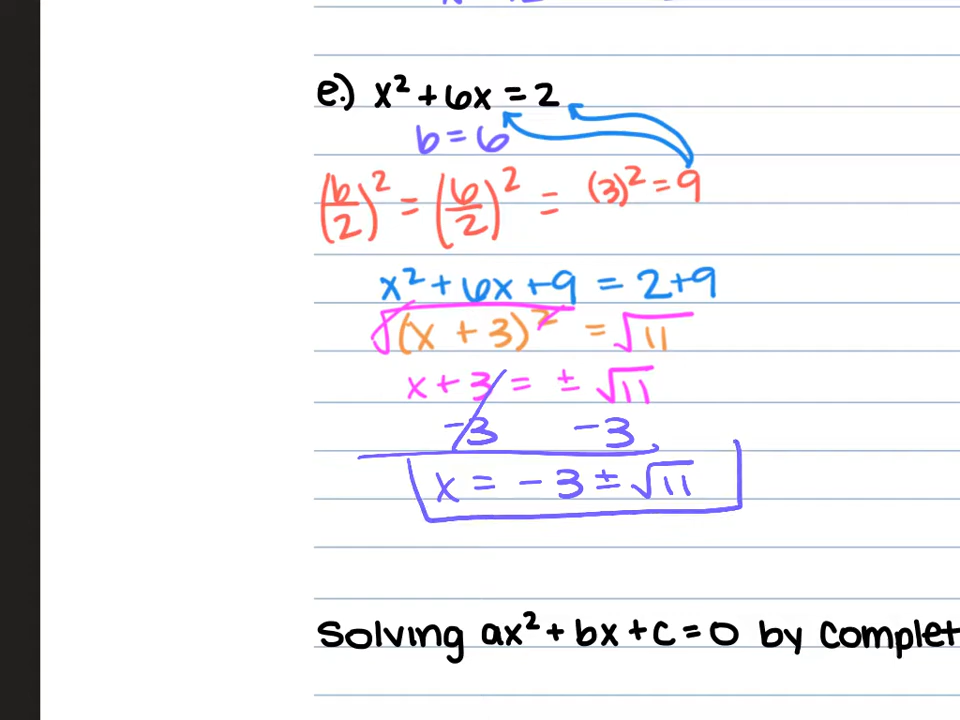 e.) x² + 6x = 2
b = 6
(b/2)² = (6/2)² = (3)² = 9
x² + 6x + 9 = 2+9
√(x + 3)² = √11
x + 3 = ± √11
-3 -3
x = - 3 ± √11
Solving ax² + bx + c = 0 by complet